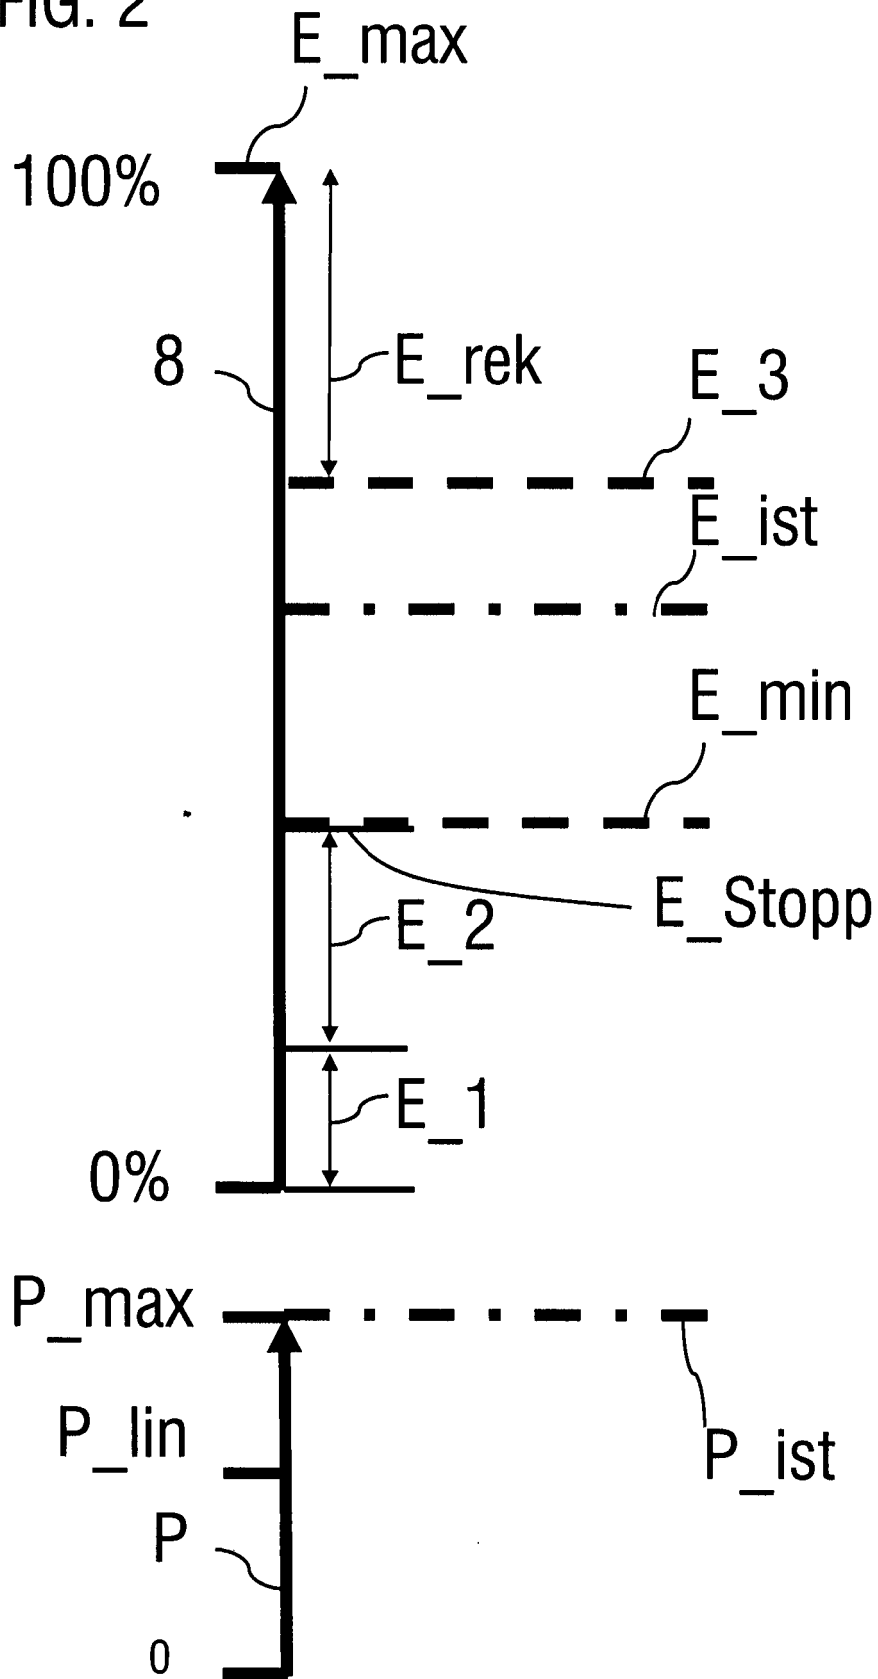 FIG. 2
E_max
100%
8
E_rek
E_3
E_ist
E_min
E_Stopp
E_2
E_1
0%
P_max
P_lin
P_ist
P
0